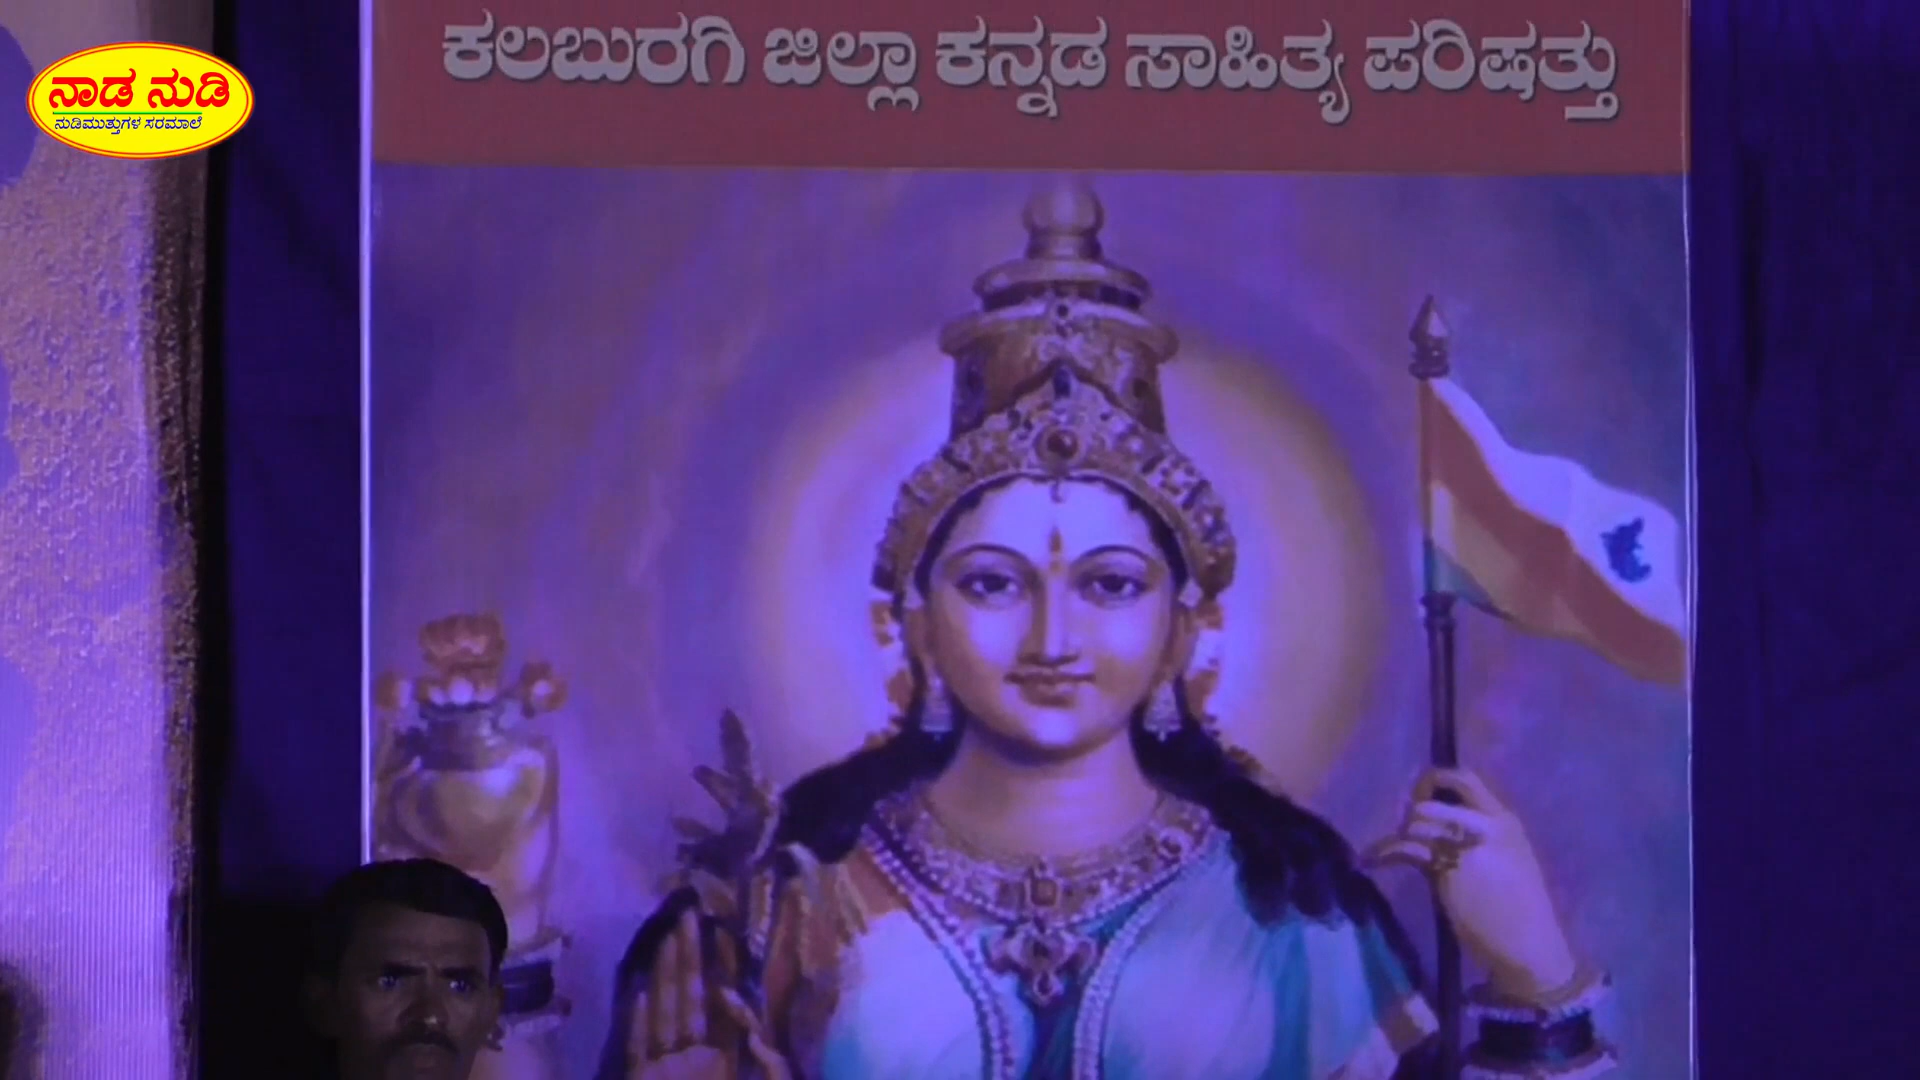 ಕಲಬುರಗಿ ಜಿಲ್ಲಾ ಕನ್ನಡ ಸಾಹಿತ್ಯ ಪರಿಷತ್ತು
ನಾಡ ನುಡಿ
ನುಡಿಮುತ್ತುಗಳ ಸರಮಾಲೆ